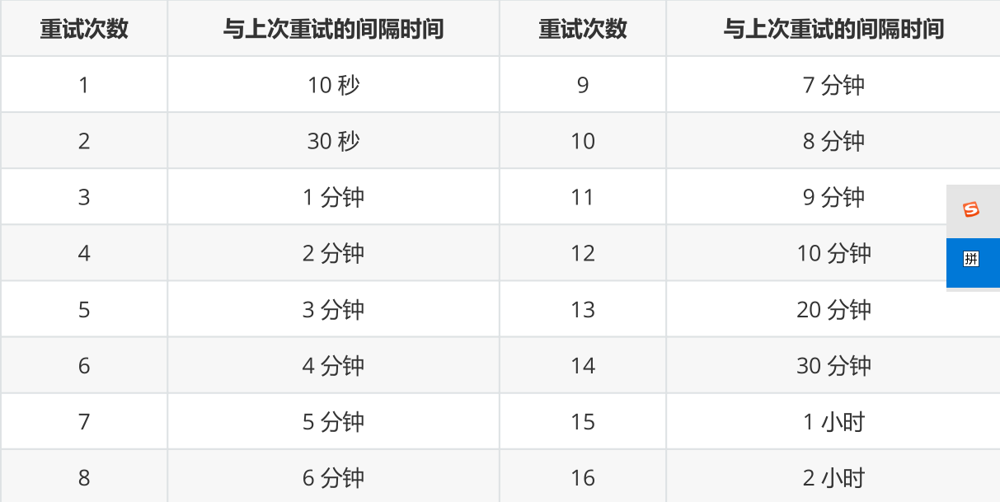 重试次数 与上次重试的间隔时间 重试次数 与上次重试的间隔时间
1 10 秒 9 7 分钟
2 30 秒 10 8 分钟
3 1 分钟 11 9 分钟
4 2 分钟 12 10 分钟
5 3 分钟 13 20 分钟
6 4 分钟 14 30 分钟
7 5 分钟 15 1 小时
8 6 分钟 16 2 小时
S
拼